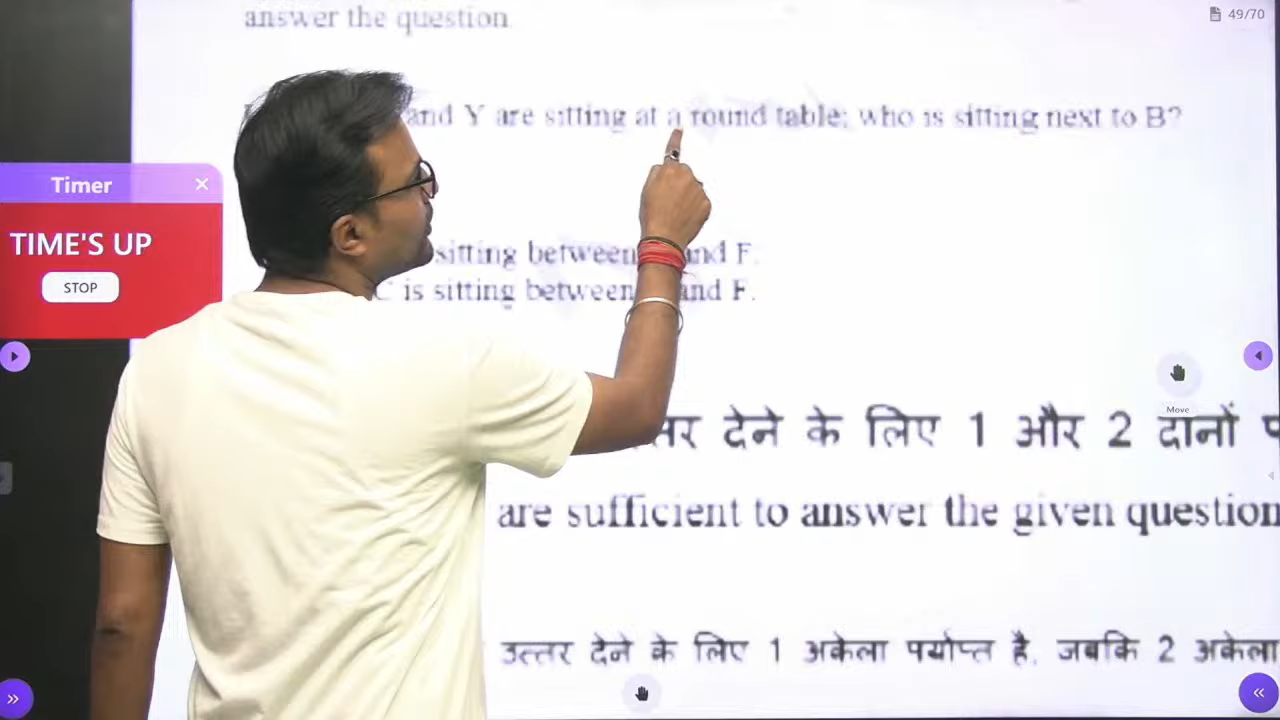 answer the question
49/70
and Y are sitting at a round table; who is sitting next to B?
Timer
TIME'S UP
STOP
sitting between and F.
C is sitting between and F.
Move
देने के लिए 1 और 2 दानों
are sufficient to answer the given question
उत्तर देने के लिए 1 अकेला पर्याप्त है, जबकि 2 अकेला